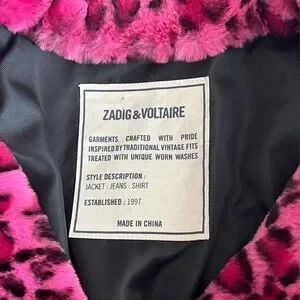 ZADIG&VOLTAIRE
GARMENTS CRAFTED WITH PRIDE
INSPIRED BY TRADITIONAL VINTAGE FITS
TREATED WITH UNIQUE WORN WASHES
STYLE DESCRIPTION :
JACKET : JEANS : SHIRT
ESTABLISHED : 1997
MADE IN CHINA